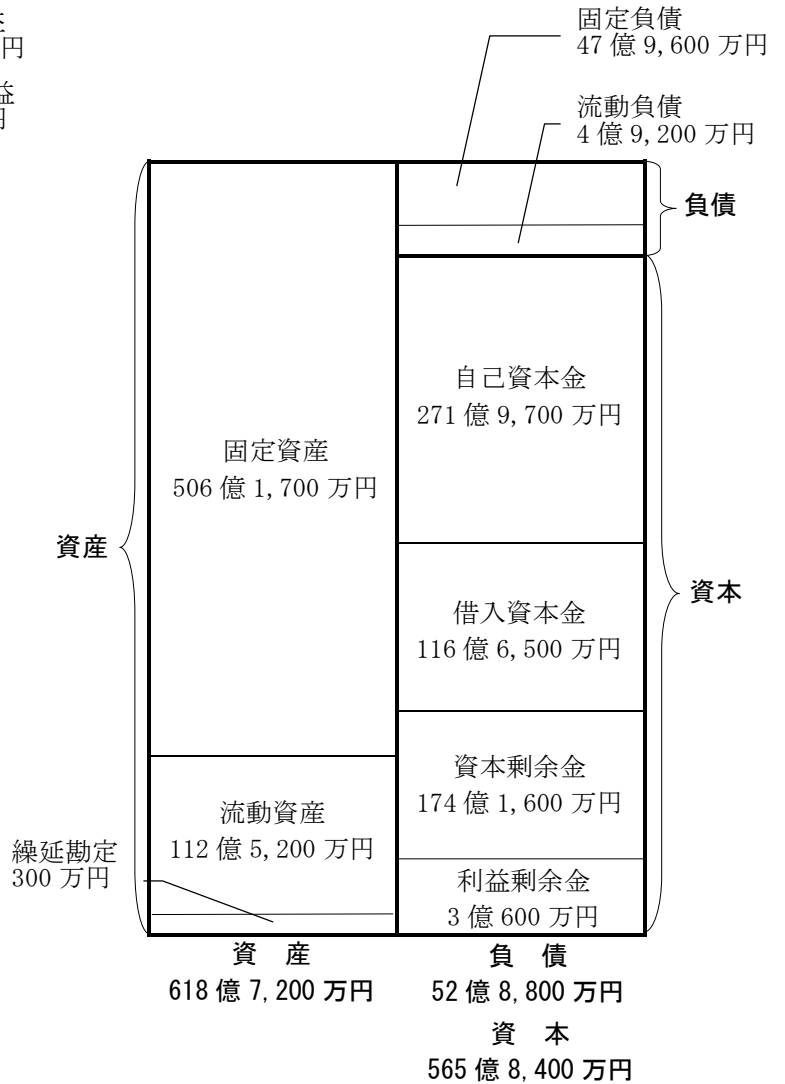 円
益
固定負債
47 億 9,600 万円
流動負債
4 億 9,200 万円
負債
自己資本金
271 億 9,700 万円
固定資産
506 億 1,700 万円
資産
借入資本金
116 億 6,500 万円
資本
資本剰余金
174 億 1,600 万円
流動資産
112 億 5,200 万円
繰延勘定
300 万円
利益剰余金
3 億 600 万円
資 産
618 億 7,200 万円
負 債
52 億 8,800 万円
資 本
565 億 8,400 万円